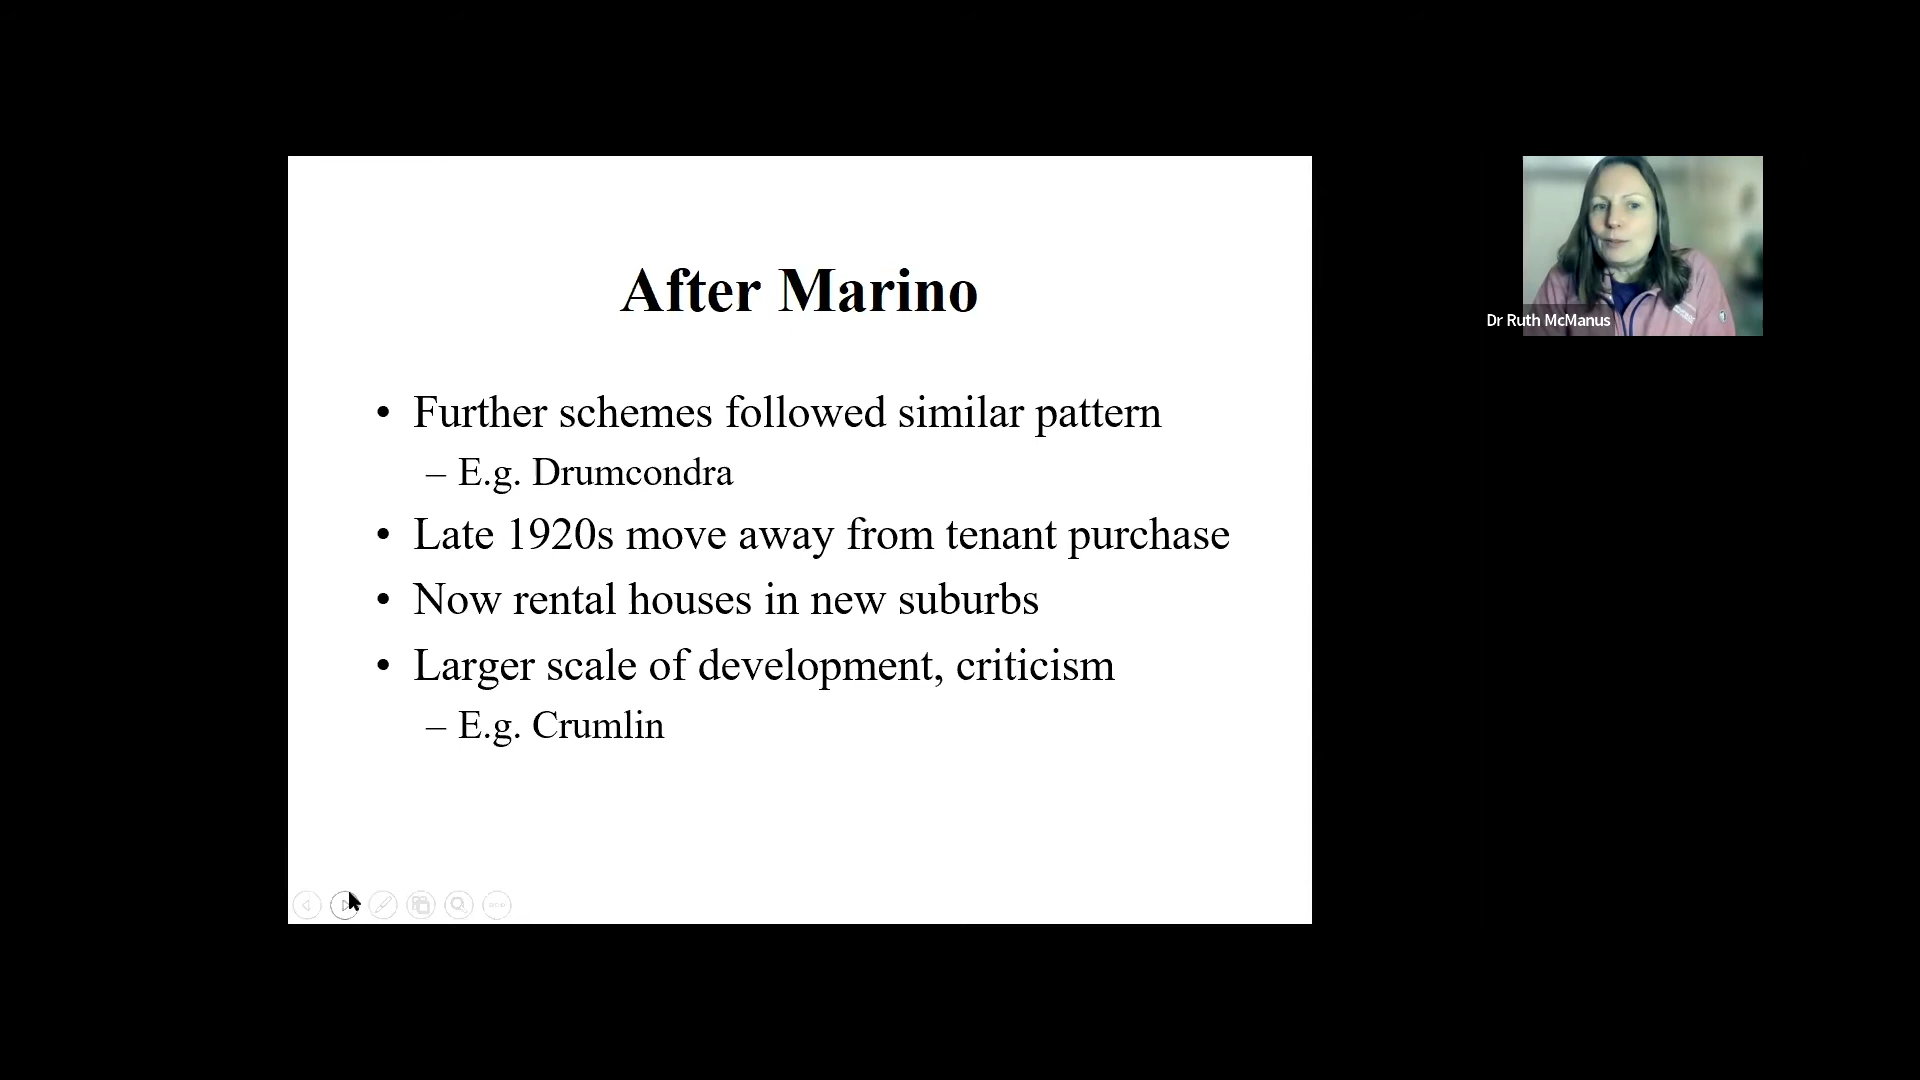 After Marino
• Further schemes followed similar pattern
– E.g. Drumcondra
• Late 1920s move away from tenant purchase
• Now rental houses in new suburbs
• Larger scale of development, criticism
– E.g. Crumlin
Dr Ruth McManus